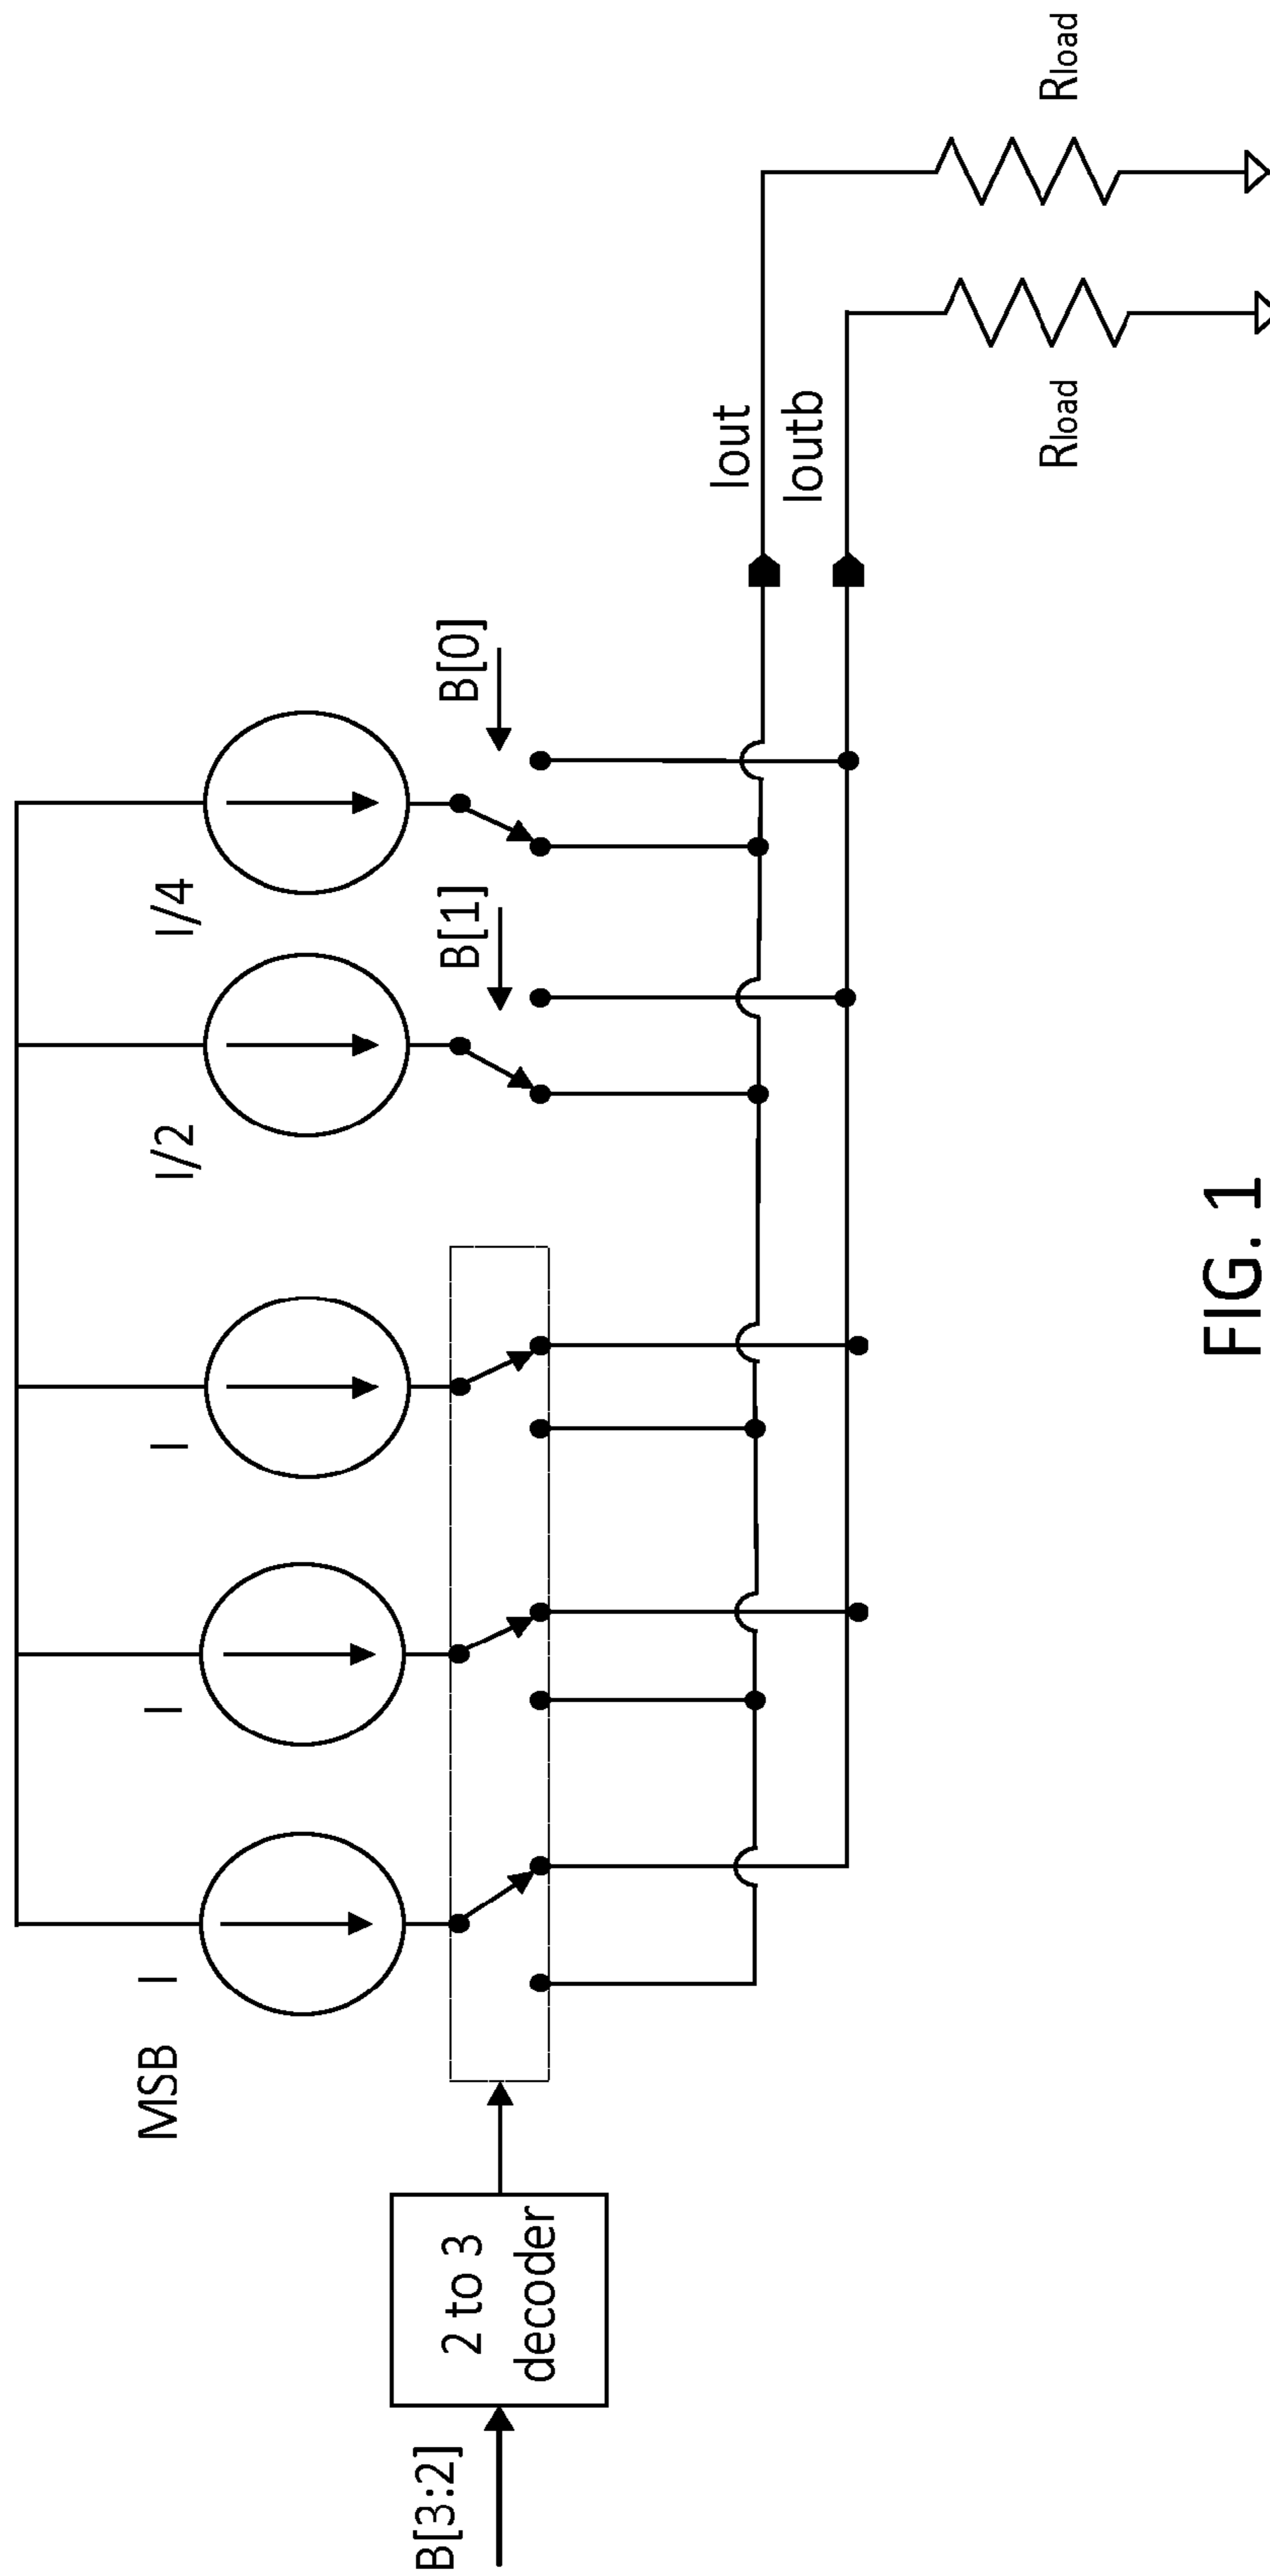 MSB
I
I
I
I/2
I/4
B[3:2]
2 to 3
decoder
B[1]
B[0]
Iout
Ioutb
Rload
Rload
FIG. 1